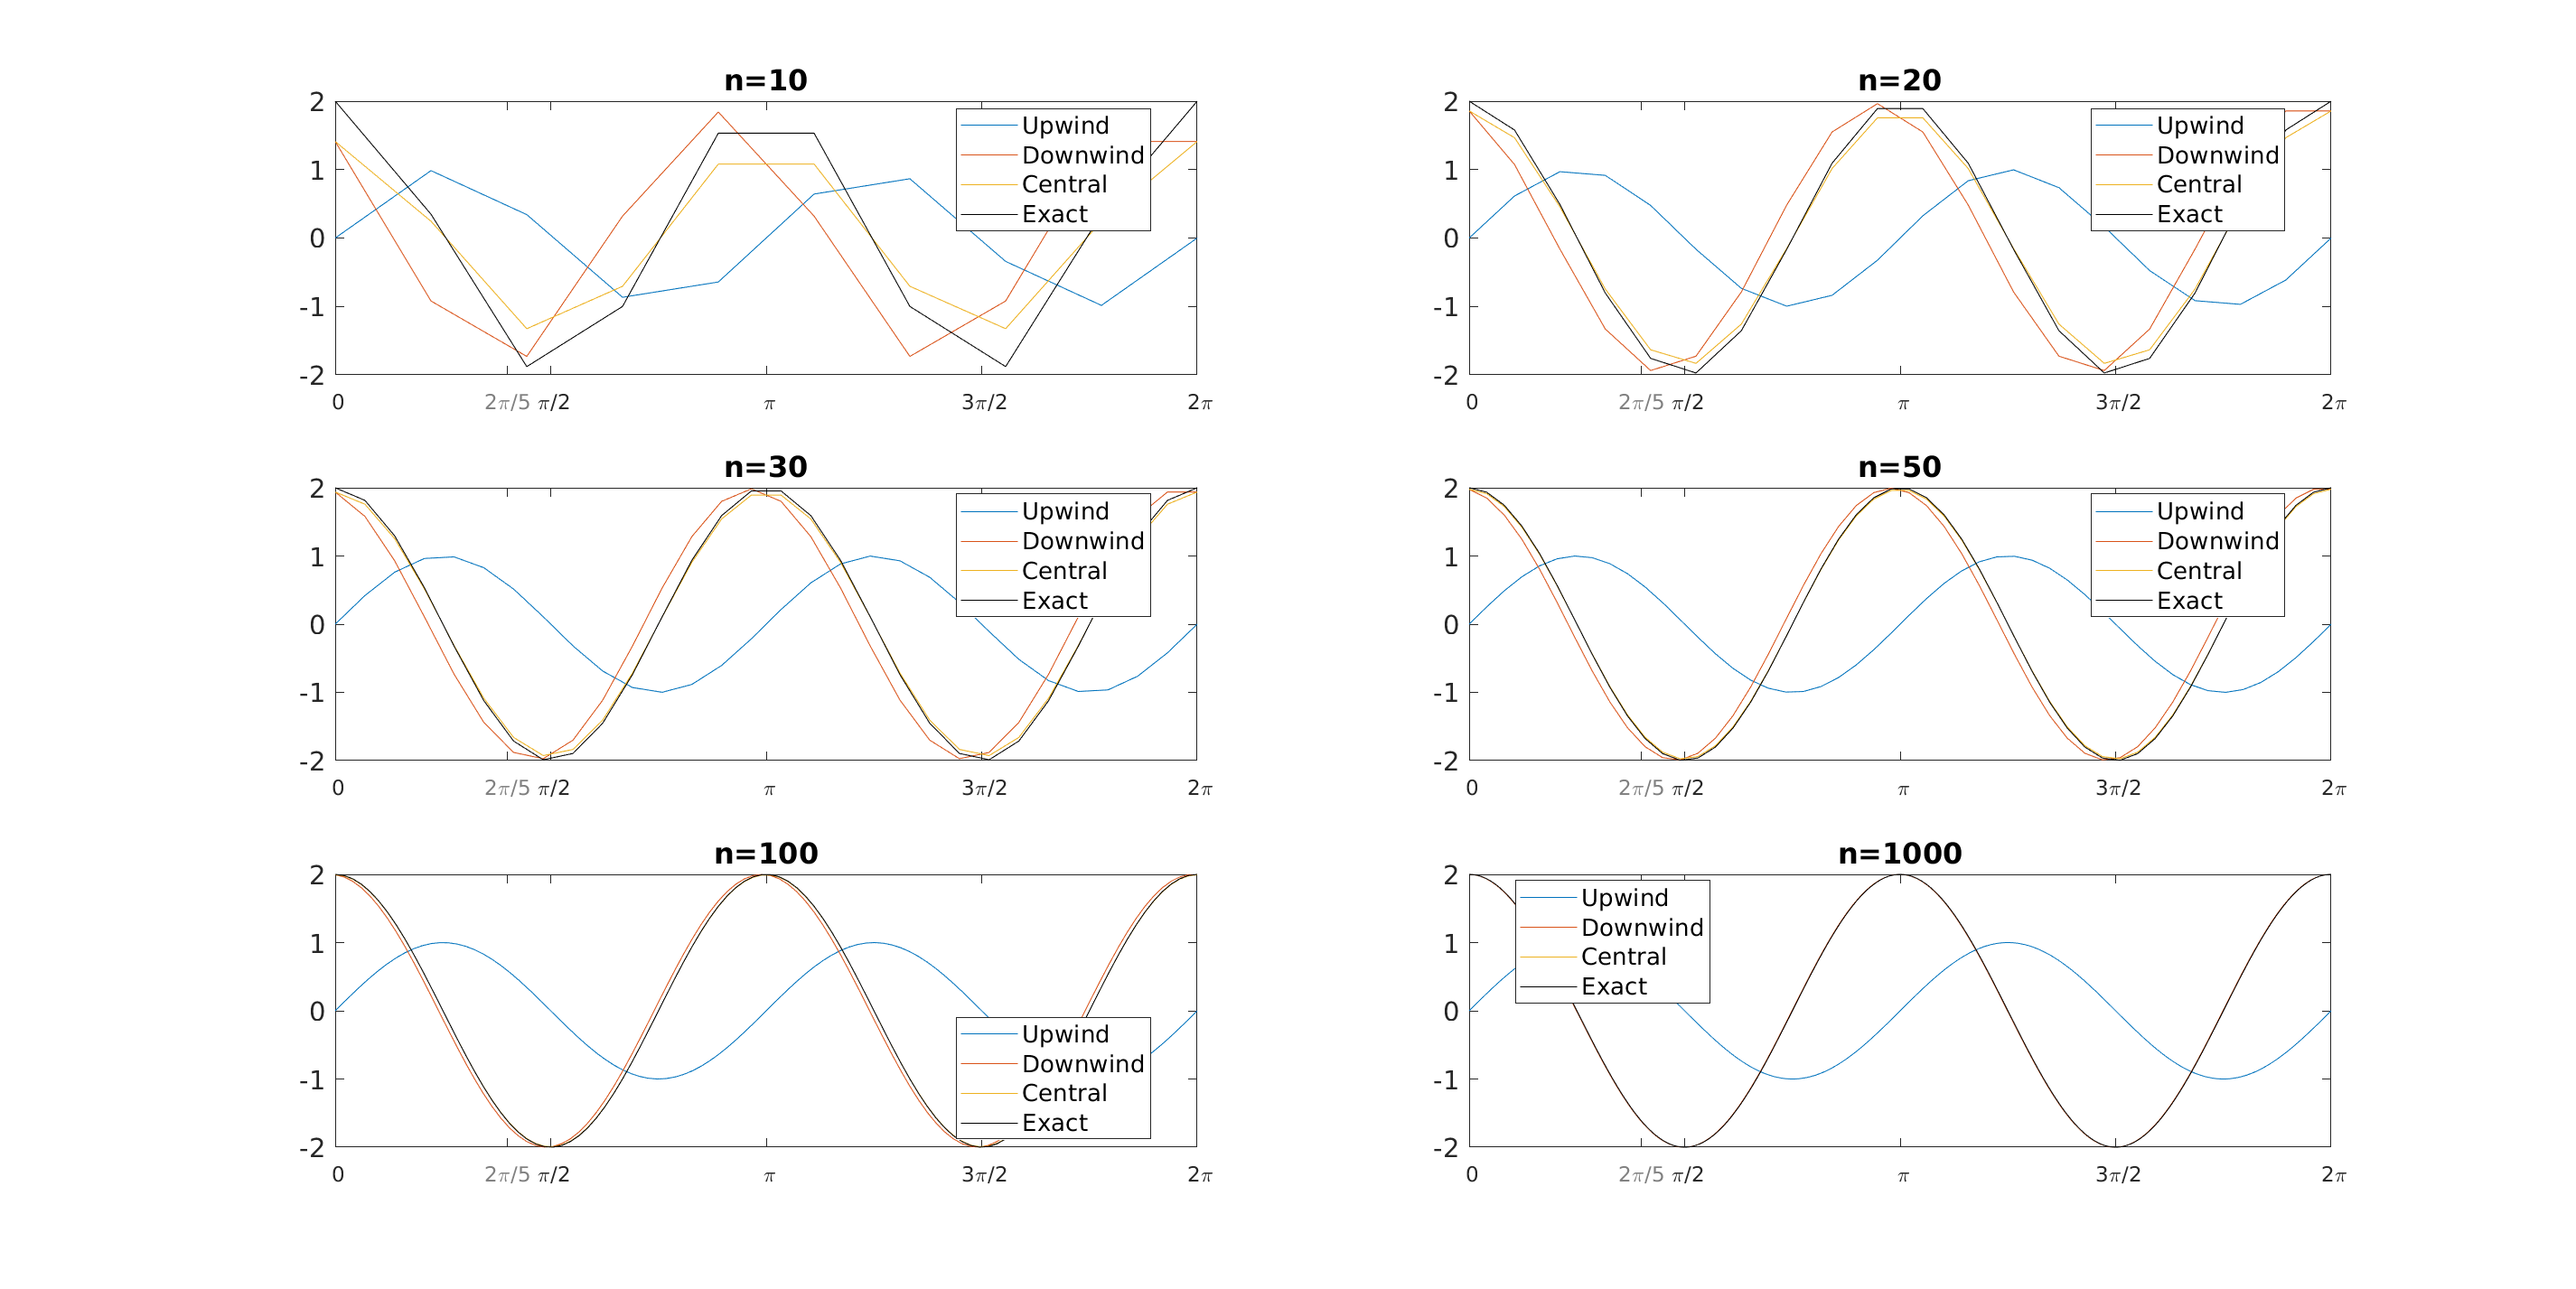 n=10
2
1
0
-1
-2
0 2π/5 π/2 π 3π/2 2π
Upwind
Downwind
Central
Exact
n=20
2
1
0
-1
-2
0 2π/5 π/2 π 3π/2 2π
Upwind
Downwind
Central
Exact
n=30
2
1
0
-1
-2
0 2π/5 π/2 π 3π/2 2π
Upwind
Downwind
Central
Exact
n=50
2
1
0
-1
-2
0 2π/5 π/2 π 3π/2 2π
Upwind
Downwind
Central
Exact
n=100
2
1
0
-1
-2
0 2π/5 π/2 π 3π/2 2π
Upwind
Downwind
Central
Exact
n=1000
2
1
0
-1
-2
0 2π/5 π/2 π 3π/2 2π
Upwind
Downwind
Central
Exact